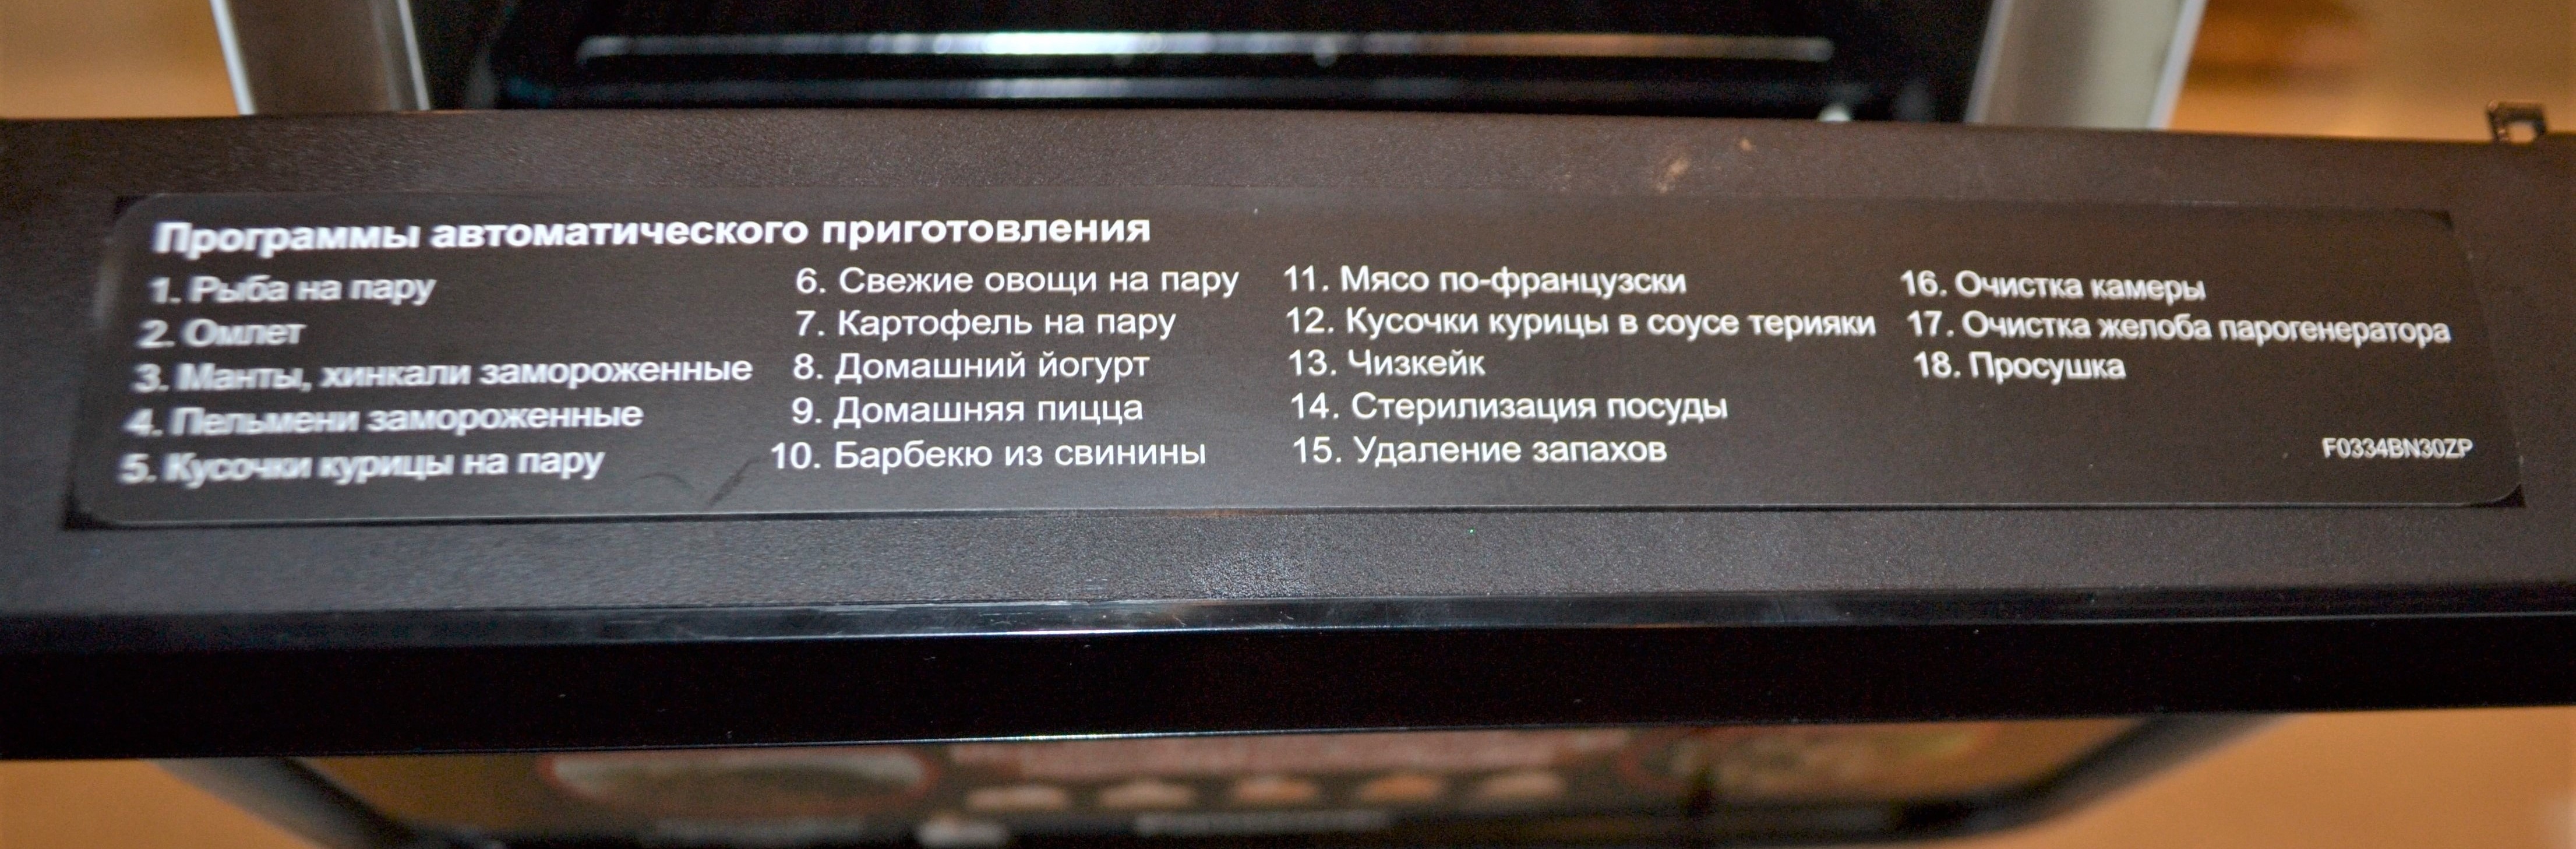 Программы автоматического приготовления
1. Рыба на пару
2. Омлет
3. Манты, хинкали замороженные
4. Пельмени замороженные
5. Кусочки курицы на пару
6. Свежие овощи на пару
7. Картофель на пару
8. Домашний йогурт
9. Домашняя пицца
10. Барбекю из свинины
11. Мясо по-французски
12. Кусочки курицы в соусе терияки
13. Чизкейк
14. Стерилизация посуды
15. Удаление запахов
16. Очистка камеры
17. Очистка желоба парогенератора
18. Просушка
F0334BN30ZP